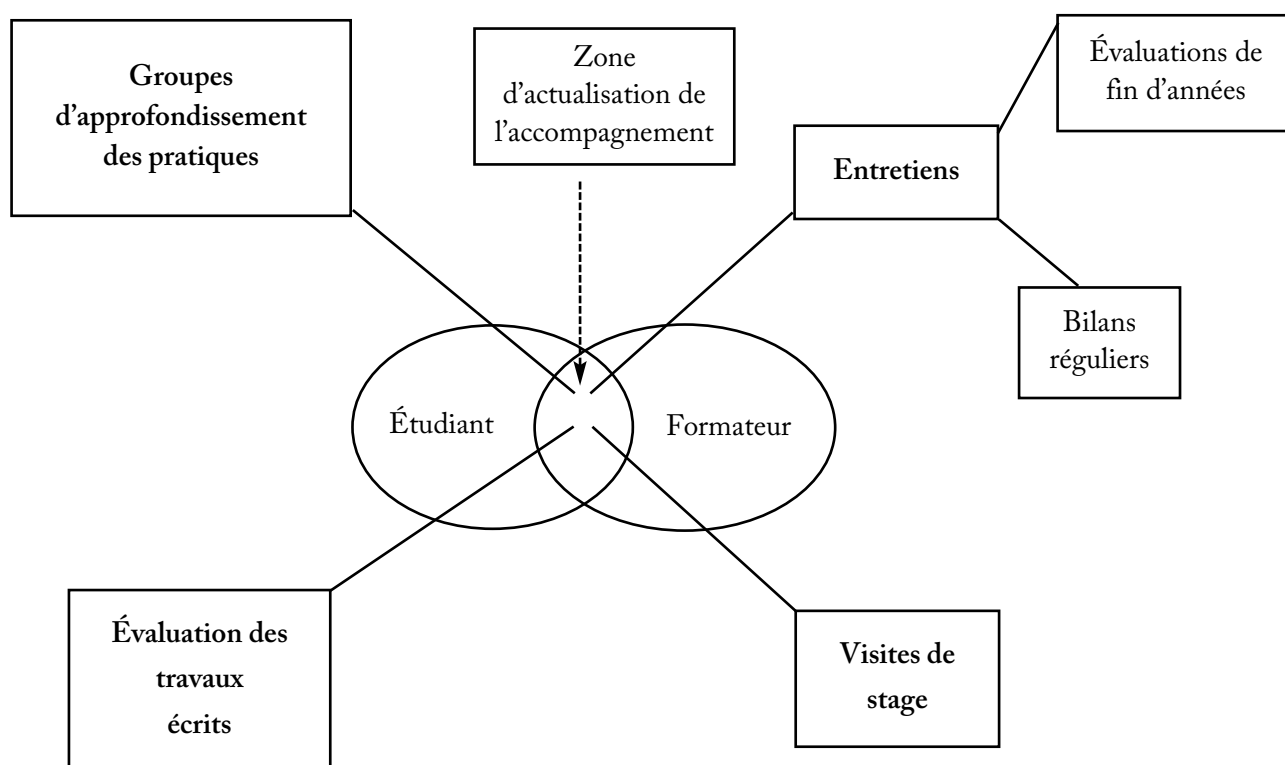 Groupes
d'approfondissement
des pratiques
Zone
d'actualisation de
l'accompagnement
Évaluations de
fin d'années
Entretiens
Bilans
réguliers
Étudiant
Formateur
Évaluation des
travaux
écrits
Visites de
stage